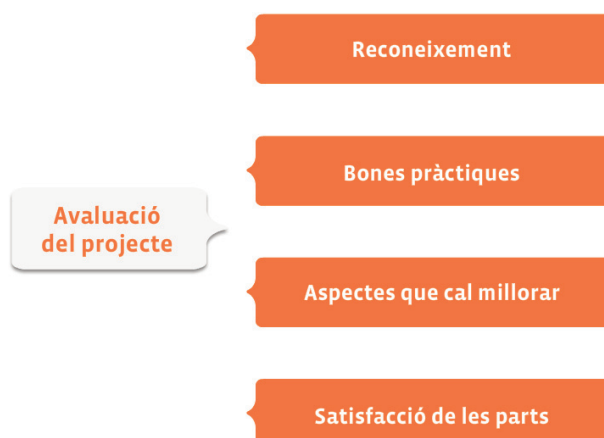 Reconeixement
Bones pràctiques
Avaluació
del projecte
Aspectes que cal millorar
Satisfacció de les parts